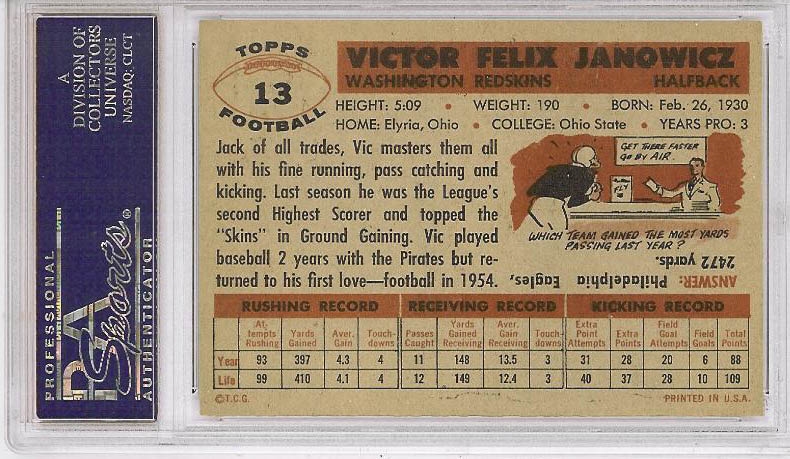 A
DIVISION OF
COLLECTORS
UNIVERSE
NASDAQ: CLCT
PROFESSIONAL
PSA
Sports®
AUTHENTICATOR
TOPPS
13
FOOTBALL
VICTOR FELIX JANOWICZ
WASHINGTON REDSKINS HALFBACK
HEIGHT: 5:09 • WEIGHT: 190 • BORN: Feb. 26, 1930
HOME: Elyria, Ohio • COLLEGE: Ohio State • YEARS PRO: 3
Jack of all trades, Vic masters them all
with his fine running, pass catching and
kicking. Last season he was the League's
second Highest Scorer and topped the
"Skins" in Ground Gaining. Vic played
baseball 2 years with the Pirates but re-
turned to his first love—football in 1954.
GET THERE FASTER
GO BY AIR.
FLY
WHICH TEAM GAINED THE MOST YARDS
PASSING LAST YEAR?
ANSWER: Philadelphia Eagles,
2472 yards.
RUSHING RECORD RECEIVING RECORD KICKING RECORD
At- Yards Aver. Touch- Passes Yards Aver. Touch- Extra Extra Field Field Total
tempts Gained Gain downs Caught Gained Gain downs Point Points Goal Goals Points
Rushing Receiving Receiving Attempts Attempts
Year 93 397 4.3 4 11 148 13.5 3 31 28 20 6 88
Life 99 410 4.1 4 12 149 12.4 3 40 37 28 10 109
©T.C.G. PRINTED IN U.S.A.